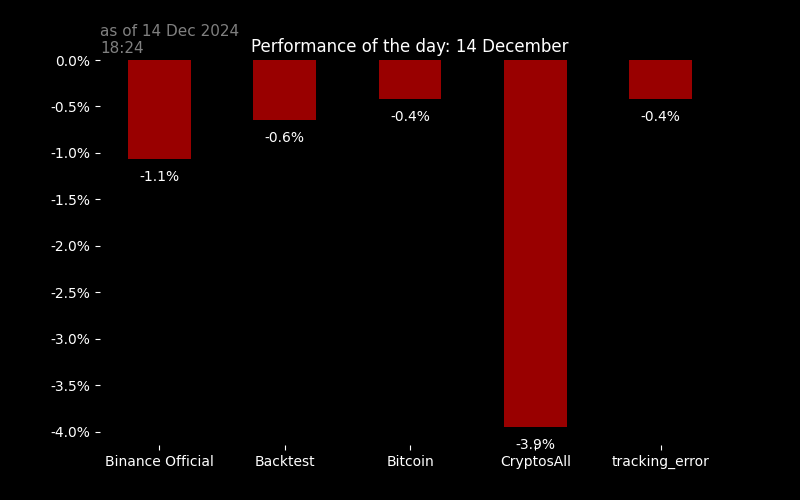 as of 14 Dec 2024
18:24
Performance of the day: 14 December
0.0%
-0.5%
-1.0%
-1.5%
-2.0%
-2.5%
-3.0%
-3.5%
-4.0%
-1.1%
-0.6%
-0.4%
-3.9%
-0.4%
Binance Official
Backtest
Bitcoin
CryptosAll
tracking_error